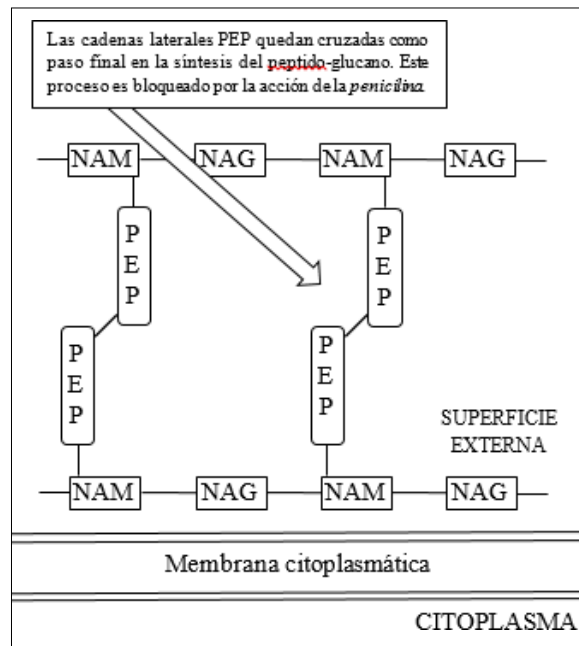 Las cadenas laterales PEP quedan cruzadas como
paso final en la síntesis del peptido-glucano. Este
proceso es bloqueado por la acción de la penicilina
NAM NAG NAM NAG
P
E
P
P
E
P
P
E
P
P
E
P
SUPERFICIE
EXTERNA
NAM NAG NAM NAG
Membrana citoplasmática
CITOPLASMA